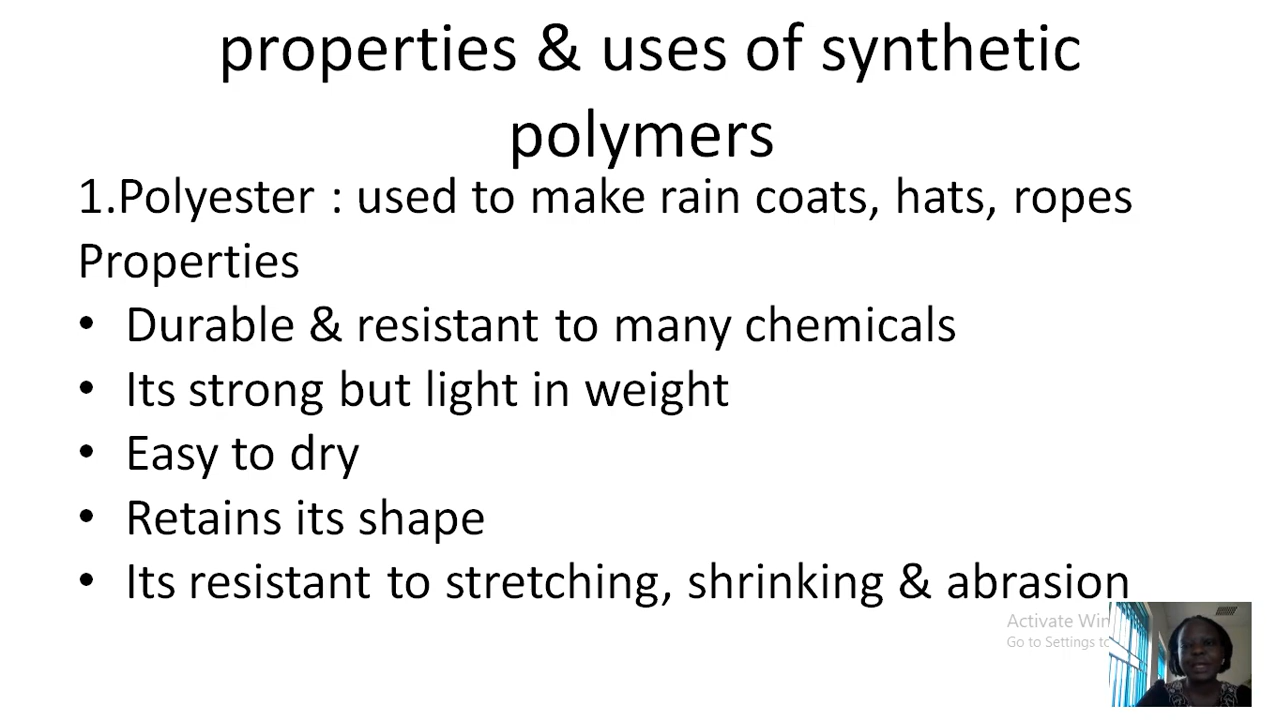 properties & uses of synthetic
polymers
1.Polyester : used to make rain coats, hats, ropes
Properties
• Durable & resistant to many chemicals
• Its strong but light in weight
• Easy to dry
• Retains its shape
• Its resistant to stretching, shrinking & abrasion
Activate Win
Go to Settings to